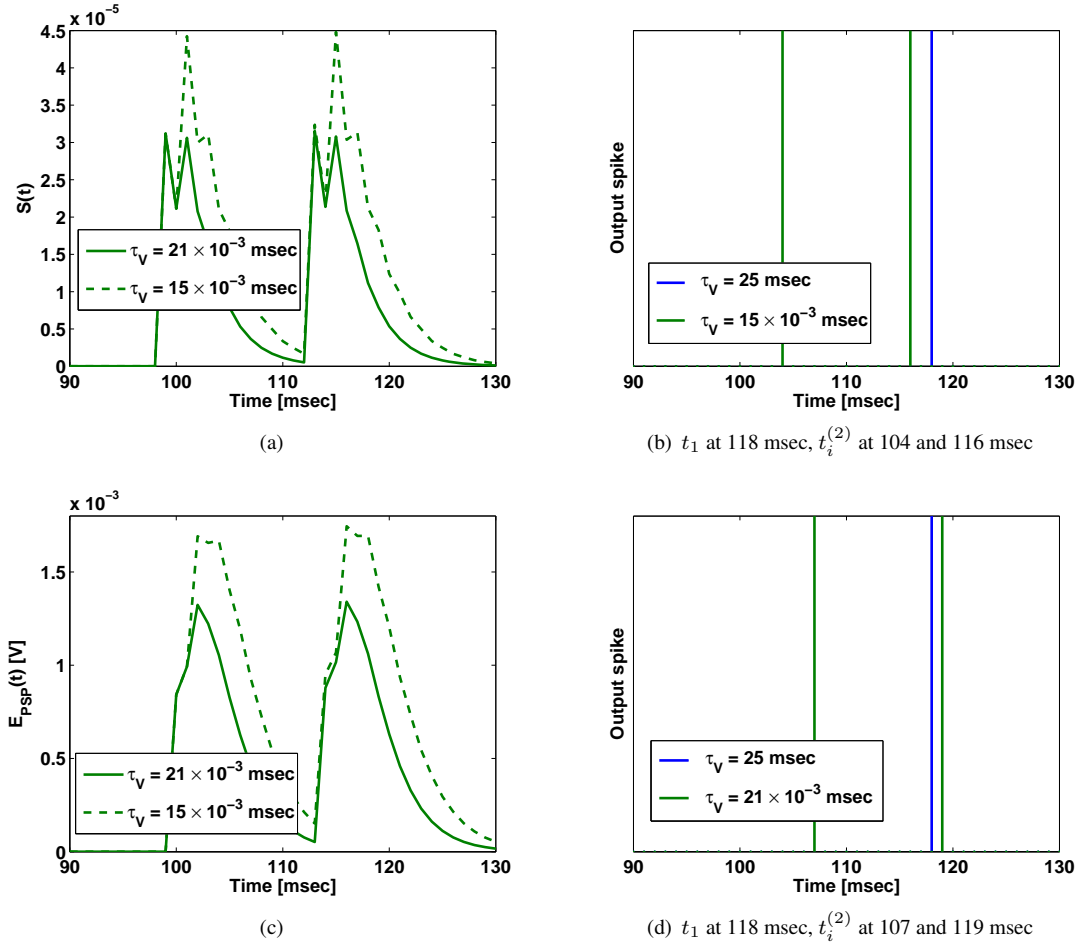 x 10⁻⁵
4.5
4
3.5
3
2.5
2
1.5
1
0.5
0
S(t)
τ_V = 21 × 10⁻³ msec
τ_V = 15 × 10⁻³ msec
90 100 110 120 130
Time [msec]
(a)
Output spike
τ_V = 25 msec
τ_V = 15 × 10⁻³ msec
90 100 110 120 130
Time [msec]
(b) t₁ at 118 msec, tᵢ⁽²⁾ at 104 and 116 msec
x 10⁻³
1.5
1
0.5
0
E_PSP(t) [V]
τ_V = 21 × 10⁻³ msec
τ_V = 15 × 10⁻³ msec
90 100 110 120 130
Time [msec]
(c)
Output spike
τ_V = 25 msec
τ_V = 21 × 10⁻³ msec
90 100 110 120 130
Time [msec]
(d) t₁ at 118 msec, tᵢ⁽²⁾ at 107 and 119 msec